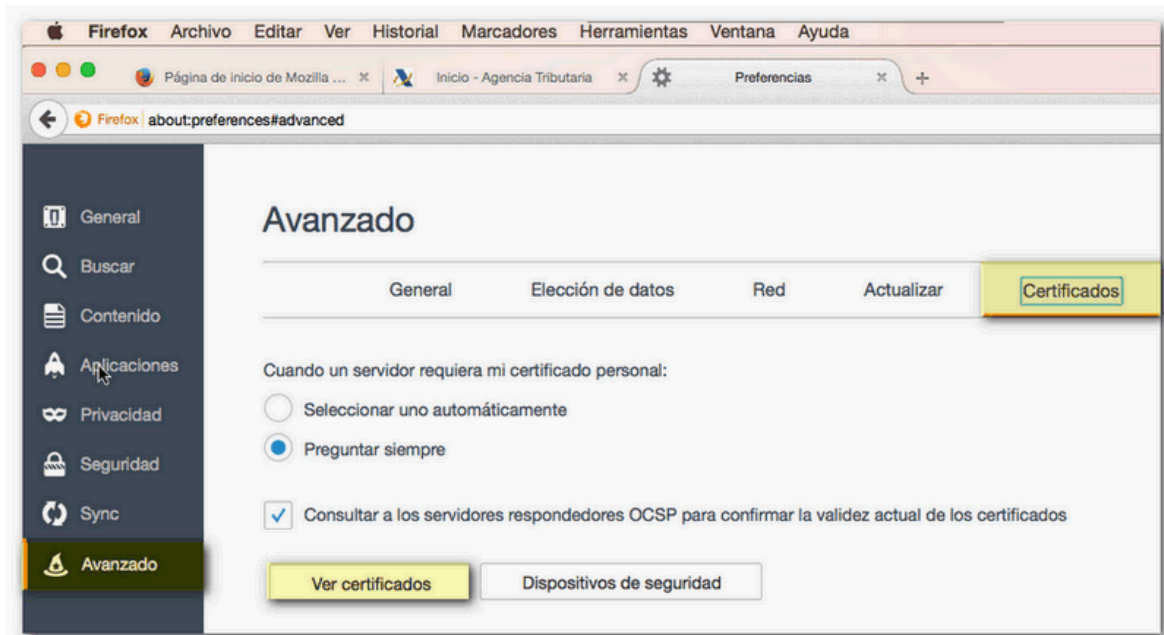 Firefox Archivo Editar Ver Historial Marcadores Herramientas Ventana Ayuda
Página de inicio de Mozilla ... Inicio - Agencia Tributaria Preferencias
Firefox about:preferences#advanced
General
Buscar
Contenido
Aplicaciones
Privacidad
Seguridad
Sync
Avanzado
Avanzado
General Elección de datos Red Actualizar Certificados
Cuando un servidor requiera mi certificado personal:
Seleccionar uno automáticamente
Preguntar siempre
Consultar a los servidores respondedores OCSP para confirmar la validez actual de los certificados
Ver certificados Dispositivos de seguridad